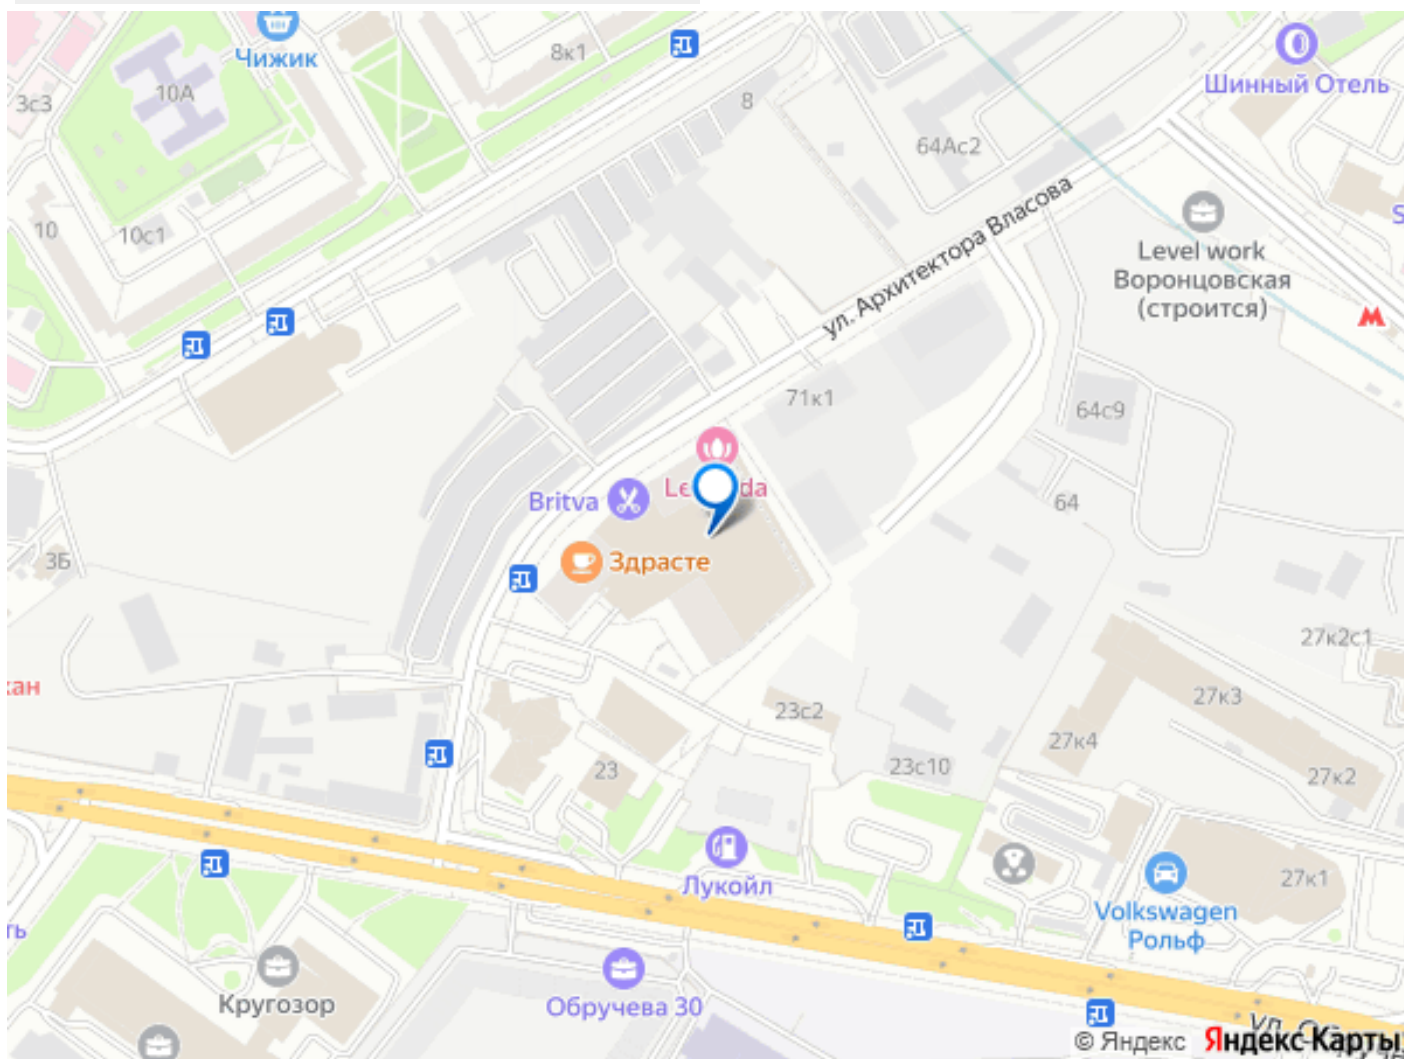 Чижик
8к1
Шинный Отель
3с3
10А
8
64Ас2
10
10с1
ул. Архитектора Власова
Level work
Воронцовская
(строится)
71к1
64с9
Britva
64
3Б
Здрасте
27к2с1
27к3
23с2
27к4
23с10
23
27к2
Лукойл
27к1
Volkswagen
Рольф
Кругозор
Обручева 30
© Яндекс Яндекс Карты